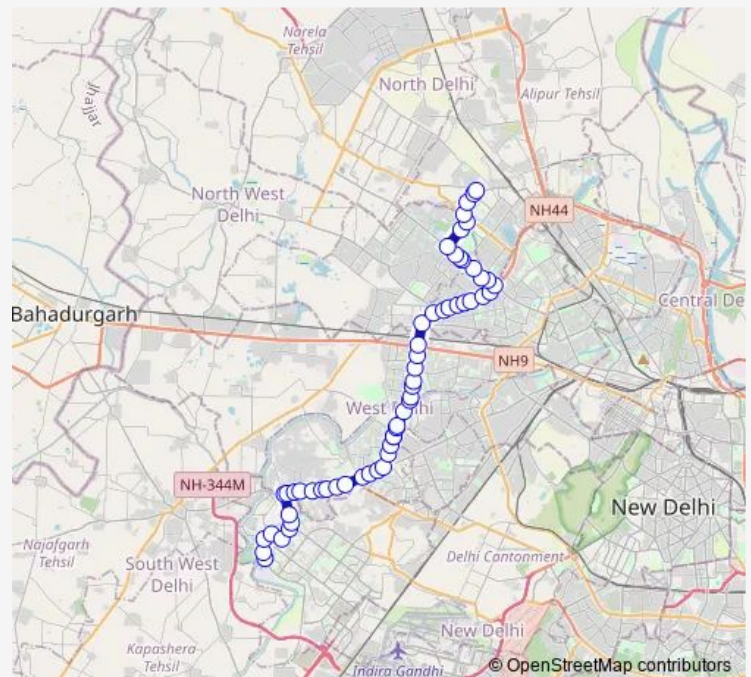 Narela
Tehsil
North Delhi
Alipur Tehsil
Jhajjar
North West
Delhi
NH44
Central De
Bahadurgarh
NH9
West Delhi
NH-344M
New Delhi
Najafgarh
Tehsil
South West
Delhi
Delhi Cantonment
New Delhi
Kapashera
Tehsil
Indira Gandhi
© OpenStreetMap contributors